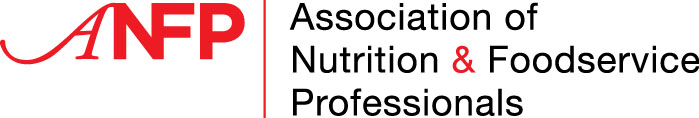 ANFP
Association of
Nutrition & Foodservice
Professionals